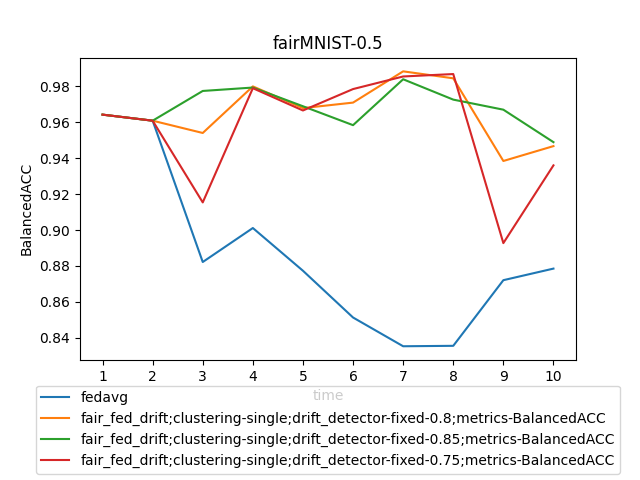 fairMNIST-0.5
BalancedACC
0.98
0.96
0.94
0.92
0.90
0.88
0.86
0.84
1 2 3 4 5 6 7 8 9 10
time
fedavg
fair_fed_drift;clustering-single;drift_detector-fixed-0.8;metrics-BalancedACC
fair_fed_drift;clustering-single;drift_detector-fixed-0.85;metrics-BalancedACC
fair_fed_drift;clustering-single;drift_detector-fixed-0.75;metrics-BalancedACC